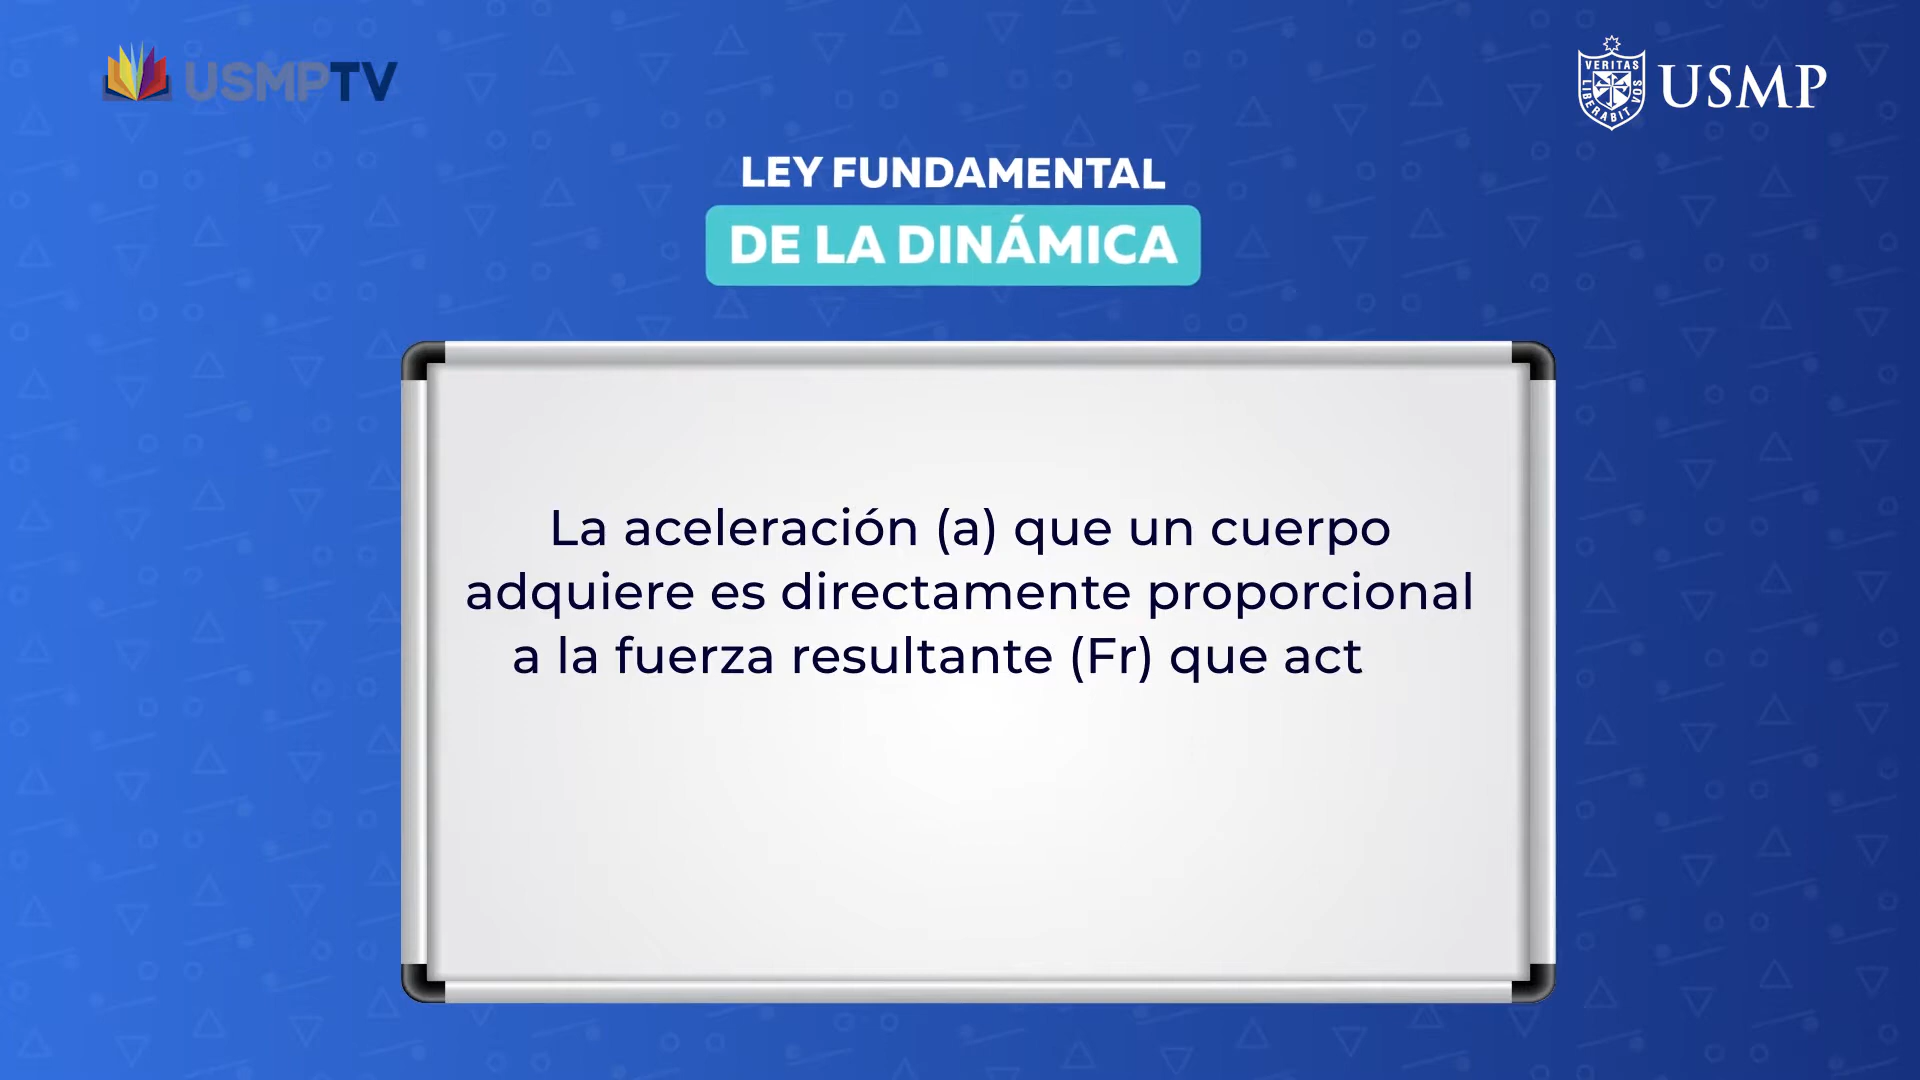 USMPTV
VERITAS
LIBERABIT VOS
USMP
LEY FUNDAMENTAL
DE LA DINÁMICA
La aceleración (a) que un cuerpo
adquiere es directamente proporcional
a la fuerza resultante (Fr) que act